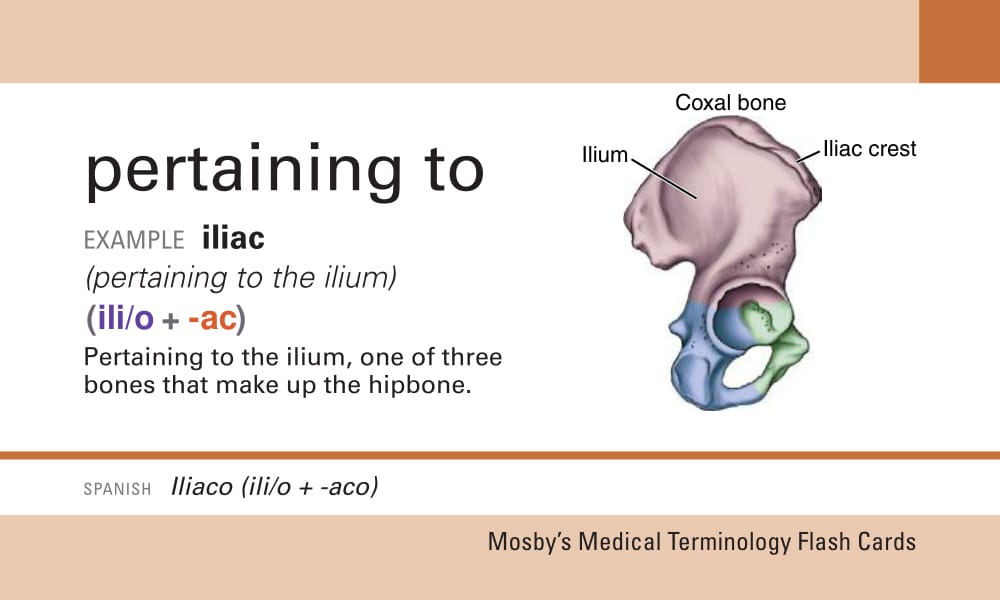 Coxal bone
Ilium
Iliac crest
pertaining to
EXAMPLE iliac
(pertaining to the ilium)
(ili/o + -ac)
Pertaining to the ilium, one of three
bones that make up the hipbone.
SPANISH Iliaco (ili/o + -aco)
Mosby's Medical Terminology Flash Cards